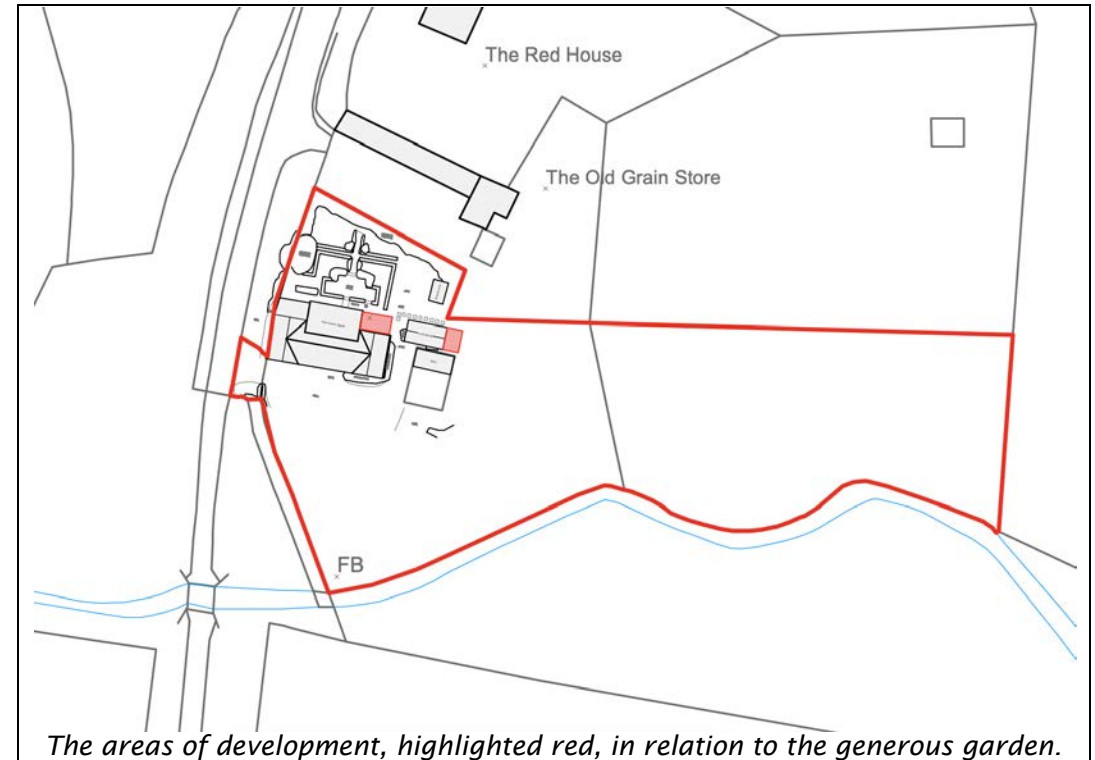 The Red House
The Old Grain Store
FB
The areas of development, highlighted red, in relation to the generous garden.